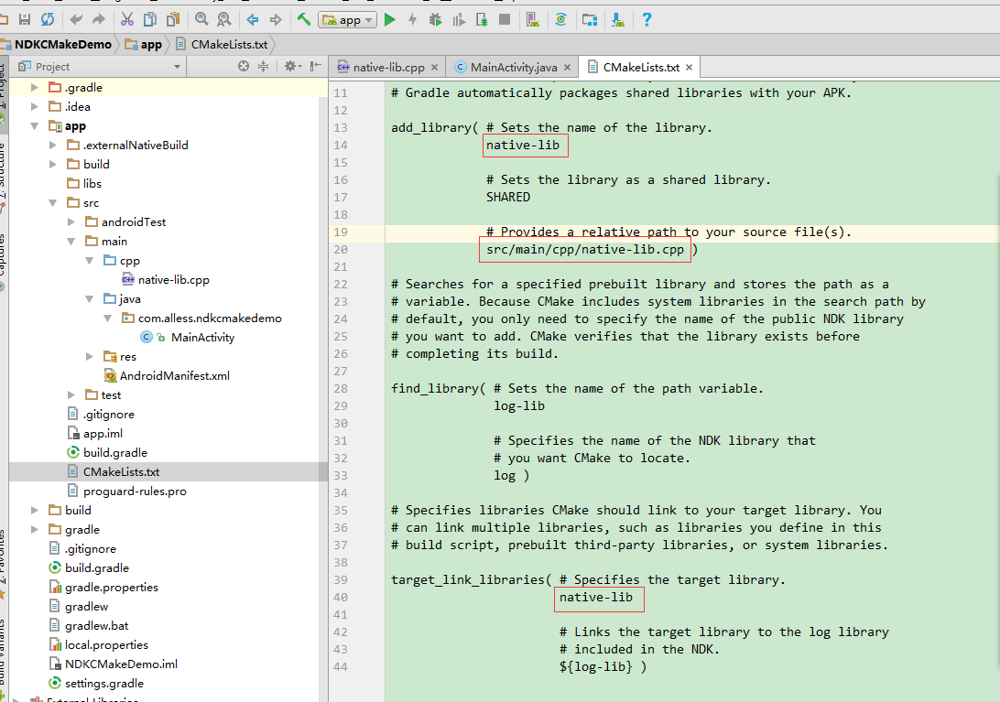 app
NDKCMakeDemo
app
CMakeLists.txt
Project
native-lib.cpp
MainActivity.java
CMakeLists.txt
.gradle
.idea
app
.externalNativeBuild
build
libs
src
androidTest
main
cpp
native-lib.cpp
java
com.alless.ndkcmakedemo
MainActivity
res
AndroidManifest.xml
test
.gitignore
app.iml
build.gradle
CMakeLists.txt
proguard-rules.pro
build
gradle
.gitignore
build.gradle
gradle.properties
gradlew
gradlew.bat
local.properties
NDKCMakeDemo.iml
settings.gradle
External Libraries
11 # Gradle automatically packages shared libraries with your APK.
12
13 add_library( # Sets the name of the library.
14 native-lib
15
16 # Sets the library as a shared library.
17 SHARED
18
19 # Provides a relative path to your source file(s).
20 src/main/cpp/native-lib.cpp )
21
22 # Searches for a specified prebuilt library and stores the path as a
23 # variable. Because CMake includes system libraries in the search path by
24 # default, you only need to specify the name of the public NDK library
25 # you want to add. CMake verifies that the library exists before
26 # completing its build.
27
28 find_library( # Sets the name of the path variable.
29 log-lib
30
31 # Specifies the name of the NDK library that
32 # you want CMake to locate.
33 log )
34
35 # Specifies libraries CMake should link to your target library. You
36 # can link multiple libraries, such as libraries you define in this
37 # build script, prebuilt third-party libraries, or system libraries.
38
39 target_link_libraries( # Specifies the target library.
40 native-lib
41
42 # Links the target library to the log library
43 # included in the NDK.
44 ${log-lib} )